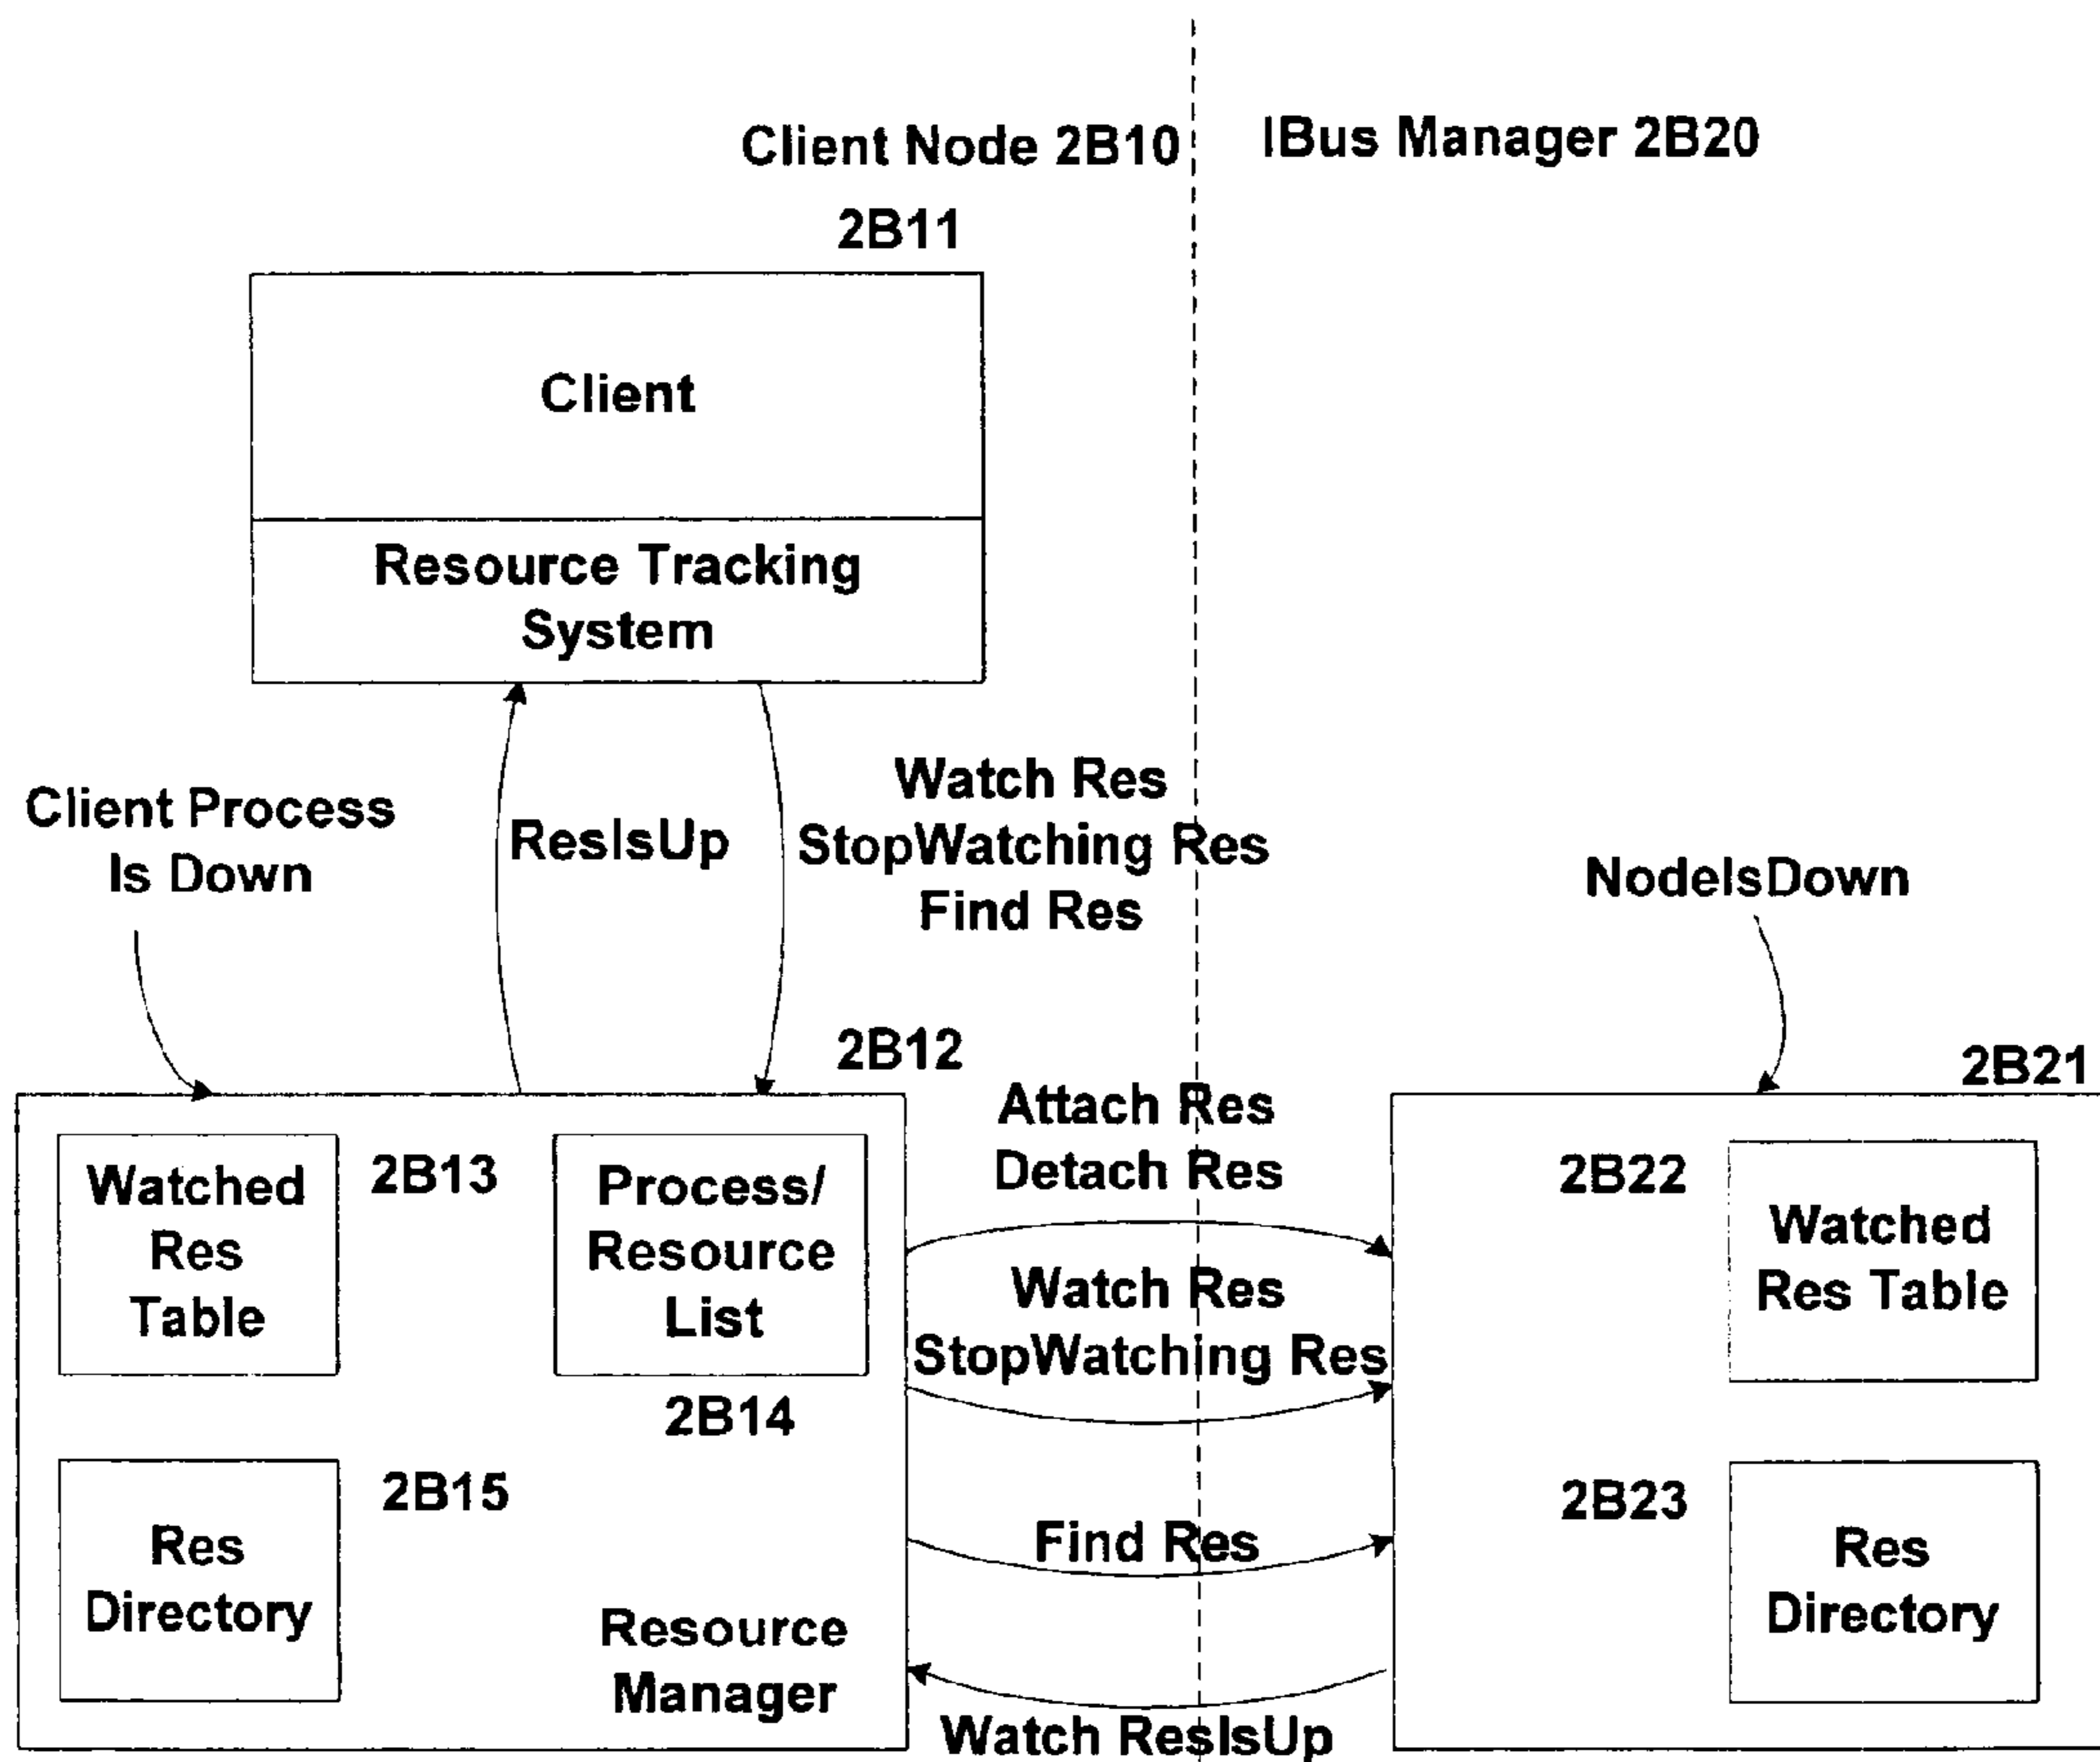 Client Node 2B10
IBus Manager 2B20
2B11
Client
Resource Tracking
System
Client Process
Is Down
ResIsUp
Watch Res
StopWatching Res
Find Res
NodeIsDown
2B12
2B21
Attach Res
Detach Res
Watched
Res
Table
2B13
Process/
Resource
List
2B14
Watch Res
StopWatching Res
2B22
Watched
Res Table
Res
Directory
2B15
Find Res
2B23
Res
Directory
Resource
Manager
Watch ResIsUp